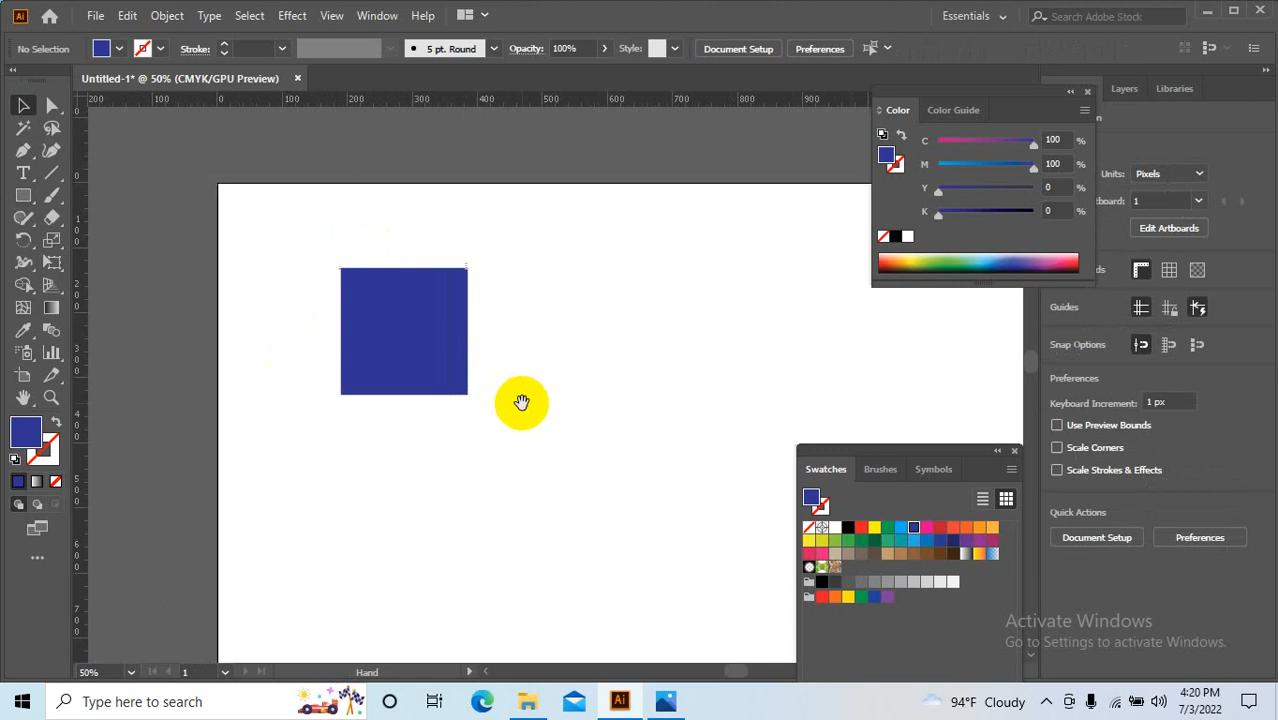 Ai File Edit Object Type Select Effect View Window Help Essentials Search Adobe Stock
No Selection Stroke: 5 pt. Round Opacity: 100% Style: Document Setup Preferences
Untitled-1* @ 50% (CMYK/GPU Preview)
Layers Libraries
200 100 0 100 200 300 400 500 600 700 800 900
Color Color Guide
C 100 %
M 100 %
Y 0 %
K 0 %
Units: Pixels
1
Edit Artboards
Guides
Snap Options
Preferences
Keyboard Increment: 1 px
Use Preview Bounds
Scale Corners
Scale Strokes & Effects
Quick Actions
Document Setup Preferences
Swatches Brushes Symbols
Activate Windows
Go to Settings to activate Windows.
50% 1 Hand
Type here to search
Ai
94°F Cloudy
4:20 PM
7/3/2022